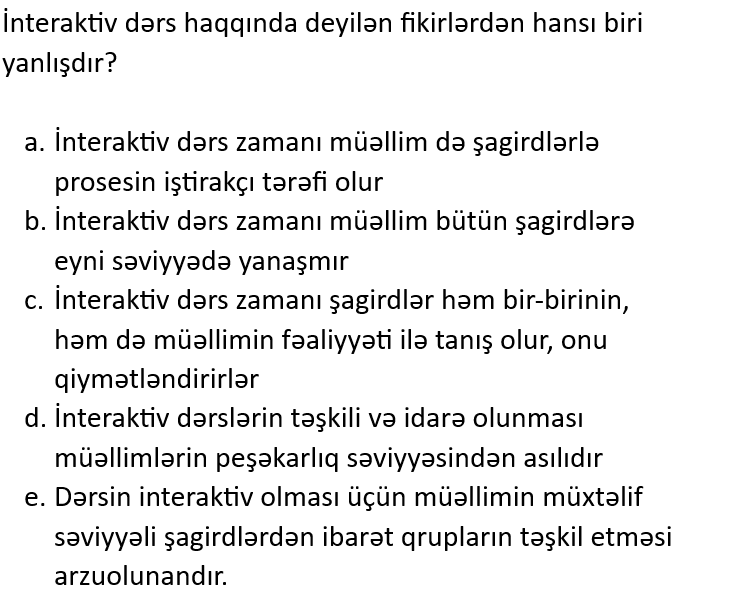 İnteraktiv dərs haqqında deyilən fikirlərdən hansı biri
yanlışdır?
a. İnteraktiv dərs zamanı müəllim də şagirdlərlə
prosesin iştirakçı tərəfi olur
b. İnteraktiv dərs zamanı müəllim bütün şagirdlərə
eyni səviyyədə yanaşmır
c. İnteraktiv dərs zamanı şagirdlər həm bir-birinin,
həm də müəllimin fəaliyyəti ilə tanış olur, onu
qiymətləndirirlər
d. İnteraktiv dərslərin təşkili və idarə olunması
müəllimlərin peşəkarlıq səviyyəsindən asılıdır
e. Dərsin interaktiv olması üçün müəllimin müxtəlif
səviyyəli şagirdlərdən ibarət qrupların təşkil etməsi
arzuolunandır.